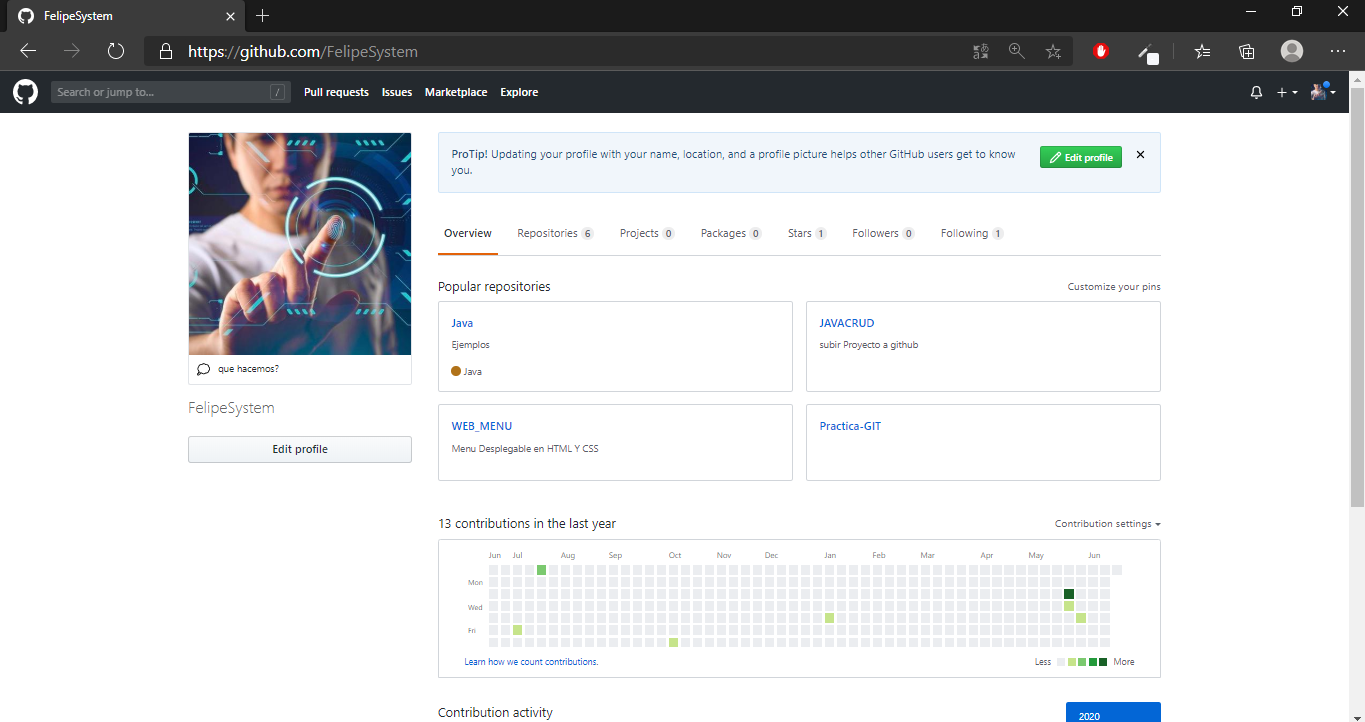 FelipeSystem
https://github.com/FelipeSystem
Search or jump to...
/
Pull requests
Issues
Marketplace
Explore
ProTip! Updating your profile with your name, location, and a profile picture helps other GitHub users get to know
you.
Edit profile
que hacemos?
FelipeSystem
Edit profile
Overview
Repositories 6
Projects 0
Packages 0
Stars 1
Followers 0
Following 1
Popular repositories
Customize your pins
Java
Ejemplos
Java
JAVACRUD
subir Proyecto a github
WEB_MENU
Menu Desplegable en HTML Y CSS
Practica-GIT
13 contributions in the last year
Contribution settings
Jun Jul Aug Sep Oct Nov Dec Jan Feb Mar Apr May Jun
Mon
Wed
Fri
Learn how we count contributions.
Less
More
Contribution activity
2020